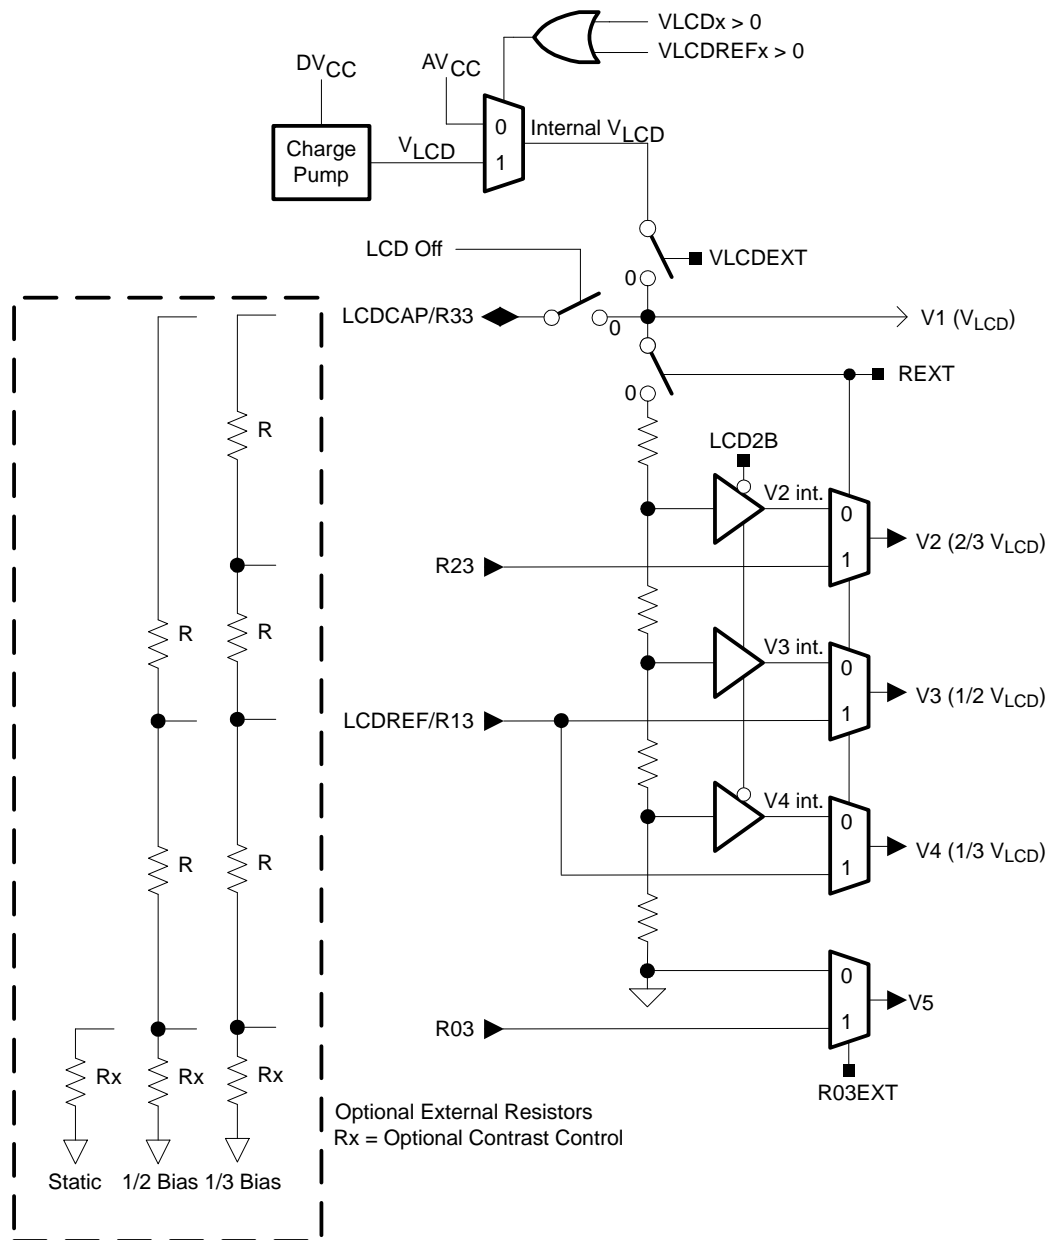 VLCDx > 0
VLCDREFx > 0
DVCC
AVCC
Charge
Pump
VLCD
0
1
Internal VLCD
LCD Off
VLCDEXT
0
LCDCAP/R33
0
V1 (VLCD)
REXT
0
R
LCD2B
V2 int.
0
1
V2 (2/3 VLCD)
R23
R
R
V3 int.
0
1
V3 (1/2 VLCD)
LCDREF/R13
V4 int.
0
1
V4 (1/3 VLCD)
R
R
0
1
V5
R03
R03EXT
Rx
Rx
Rx
Optional External Resistors
Rx = Optional Contrast Control
Static
1/2 Bias
1/3 Bias